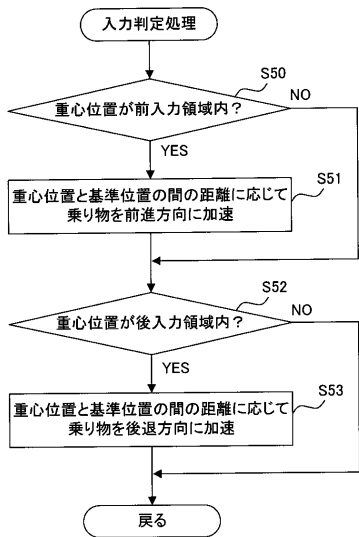 入力判定処理
S50
重心位置が前入力領域内？
NO
YES
S51
重心位置と基準位置の間の距離に応じて
乗り物を前進方向に加速
S52
重心位置が後入力領域内？
NO
YES
S53
重心位置と基準位置の間の距離に応じて
乗り物を後退方向に加速
戻る